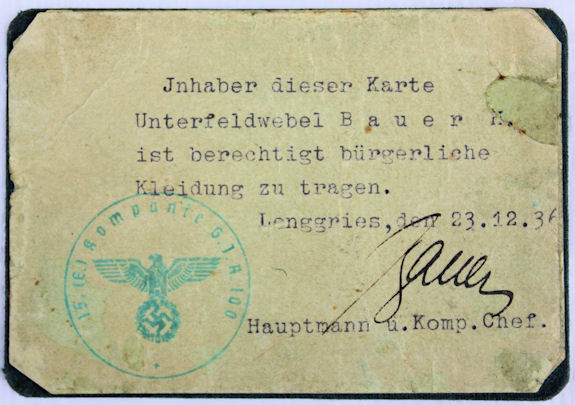 Jnhaber dieser Karte
Unterfeldwebel B a u e r H.
ist berechtigt bürgerliche
Kleidung zu tragen.
Lenggries,den 23.12.36
Bauer
Hauptmann u.Komp.Chef.
15. (E.) Kompanie G.J.R.100